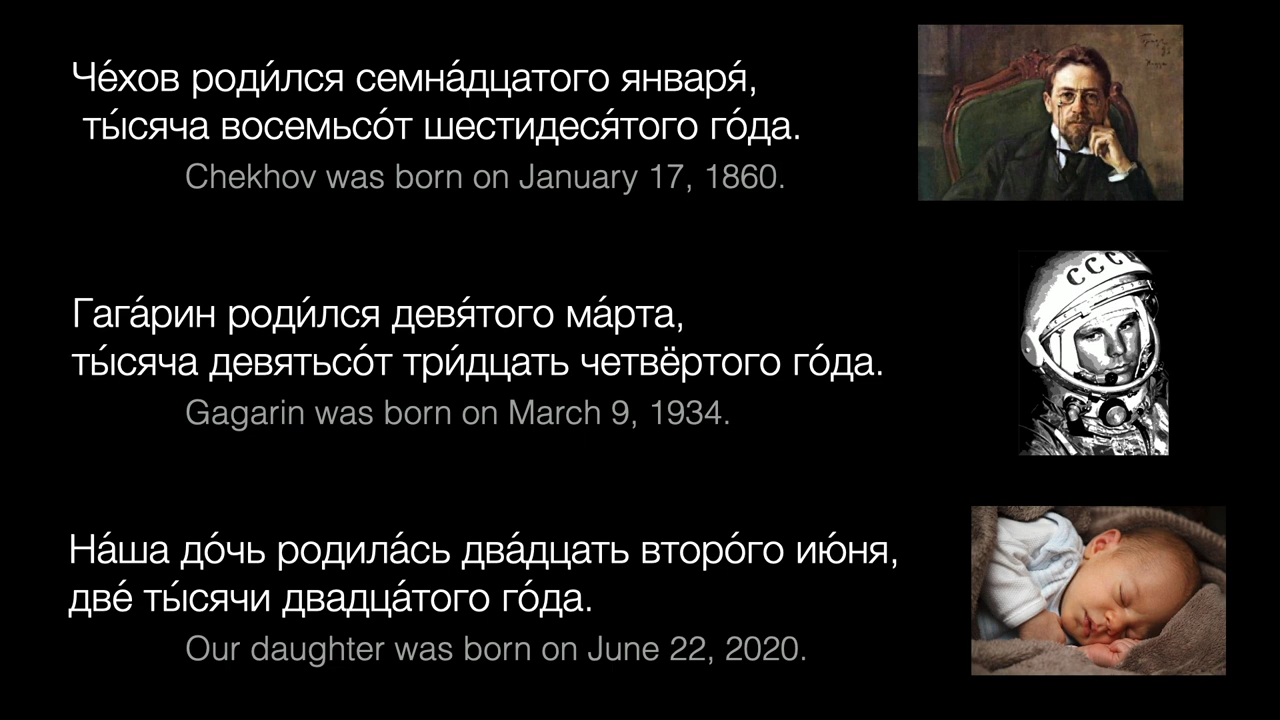 Че́хов роди́лся семна́дцатого января́,
ты́сяча восемьсо́т шестидеся́того го́да.
Chekhov was born on January 17, 1860.
Гага́рин роди́лся девя́того ма́рта,
ты́сяча девятьсо́т три́дцать четвёртого го́да.
Gagarin was born on March 9, 1934.
СССР
На́ша до́чь родила́сь два́дцать второ́го ию́ня,
две́ ты́сячи двадца́того го́да.
Our daughter was born on June 22, 2020.